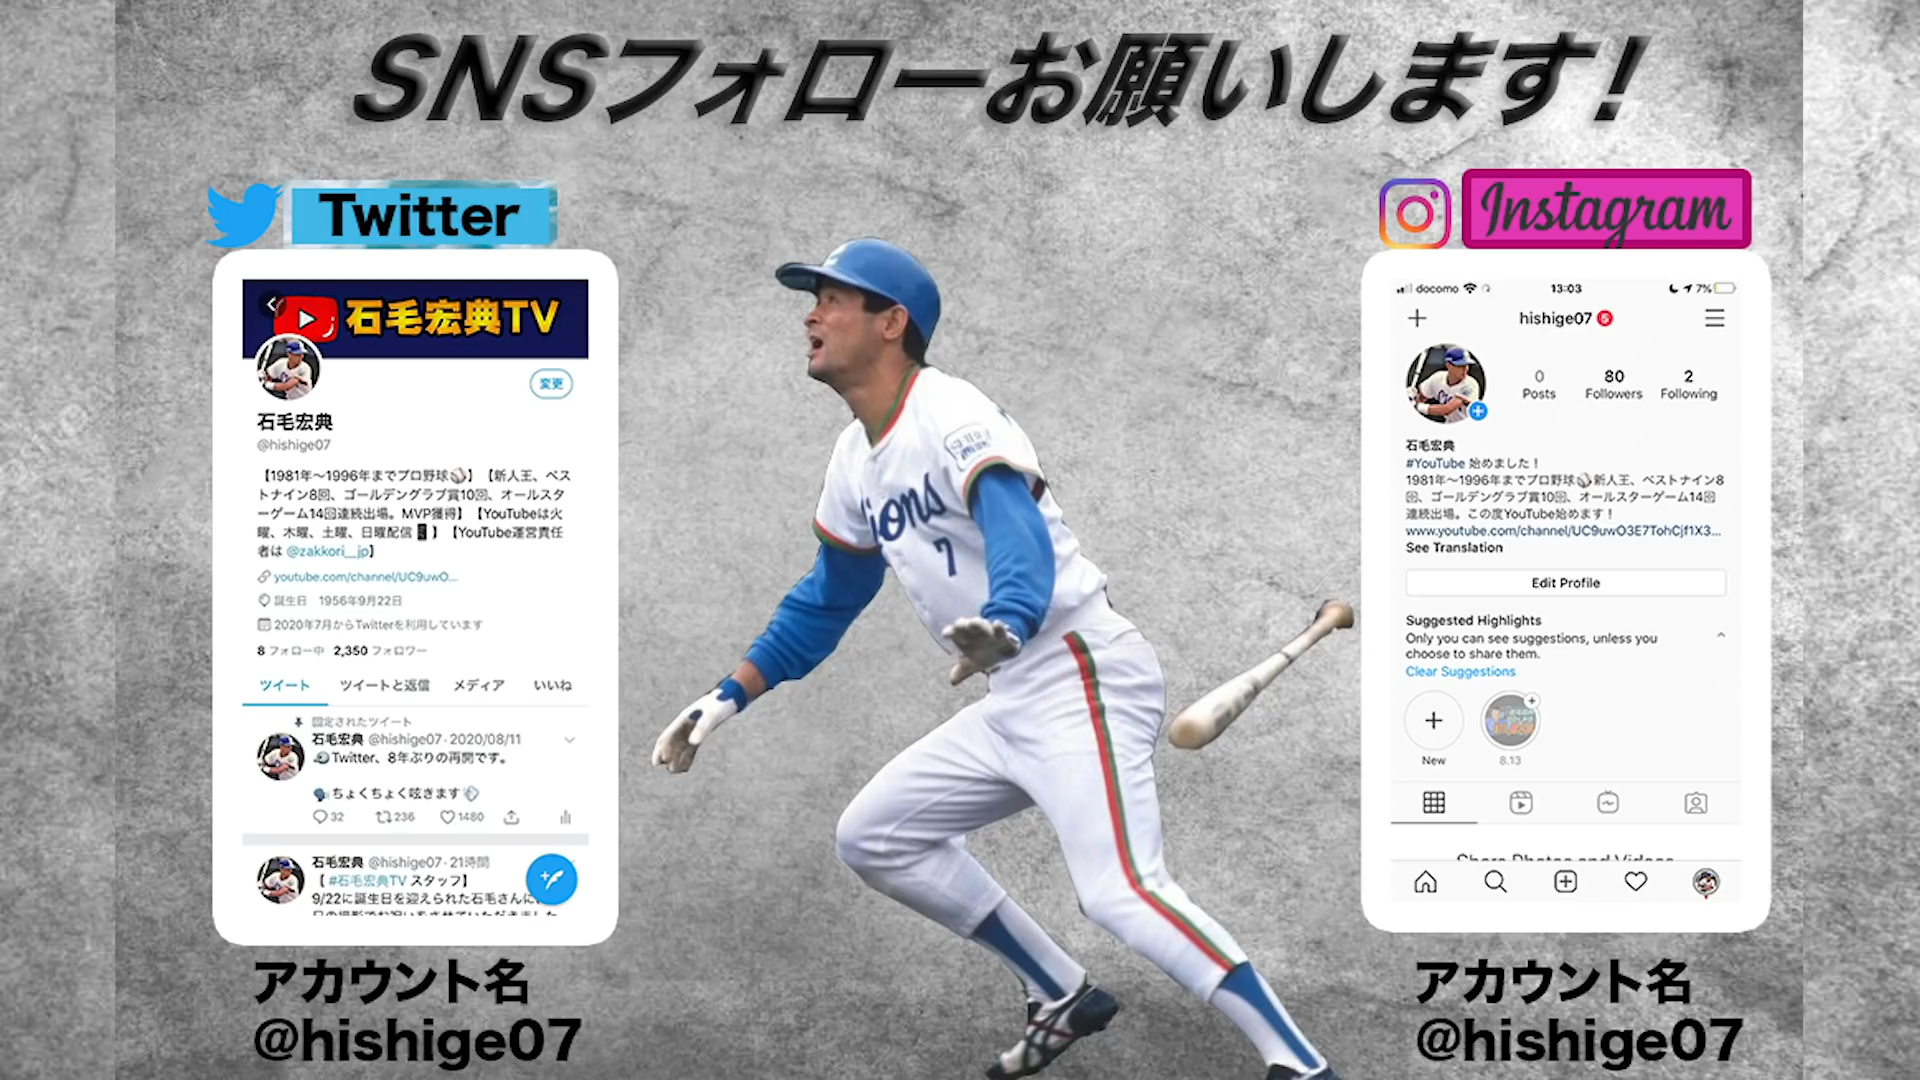 SNSフォローお願いします!
Twitter
石毛宏典TV
変更
石毛宏典
@hishige07
【1981年〜1996年までプロ野球⚾】【新人王、ベス
トナイン8回、ゴールデングラブ賞10回、オールスタ
ーゲーム14回連続出場。MVP獲得】【YouTubeは火
曜、木曜、土曜、日曜配信】【YouTube運営責任
者は @zakkori__jp】
youtube.com/channel/UC9uwO...
誕生日 1956年9月22日
2020年7月からTwitterを利用しています
8 フォロー中 2,350 フォロワー
ツイート ツイートと返信 メディア いいね
固定されたツイート
石毛宏典 @hishige07・2020/08/11
Twitter、8年ぶりの再開です。
ちょくちょく呟きます
32 236 1480
石毛宏典 @hishige07・21時間
【 #石毛宏典TV スタッフ】
9/22に誕生日を迎えられた石毛さんに
アカウント名
@hishige07
Lions
7
Instagram
docomo 13:03 7%
hishige07 5
0 80 2
Posts Followers Following
石毛宏典
#YouTube 始めました！
1981年〜1996年までプロ野球⚾新人王、ベストナイン8
回、ゴールデングラブ賞10回、オールスターゲーム14回
連続出場。この度YouTube始めます！
www.youtube.com/channel/UC9uwO3E7TohCjf1X3...
See Translation
Edit Profile
Suggested Highlights
Only you can see suggestions, unless you
choose to share them.
Clear Suggestions
New 8.13
Share Photos and Videos
アカウント名
@hishige07